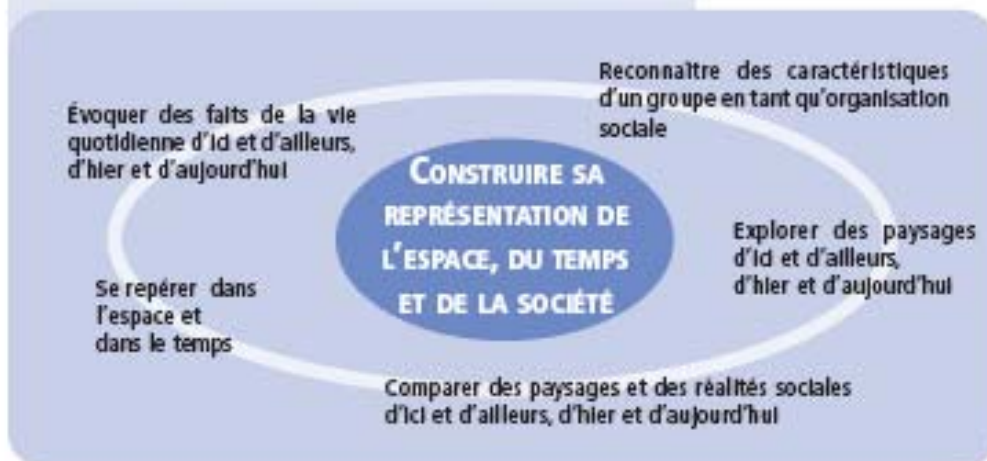 Reconnaître des caractéristiques
d'un groupe en tant qu'organisation
sociale
Évoquer des faits de la vie
quotidienne d'ici et d'ailleurs,
d'hier et d'aujourd'hui
CONSTRUIRE SA
REPRÉSENTATION DE
L'ESPACE, DU TEMPS
ET DE LA SOCIÉTÉ
Explorer des paysages
d'ici et d'ailleurs,
d'hier et d'aujourd'hui
Se repérer dans
l'espace et
dans le temps
Comparer des paysages et des réalités sociales
d'ici et d'ailleurs, d'hier et d'aujourd'hui